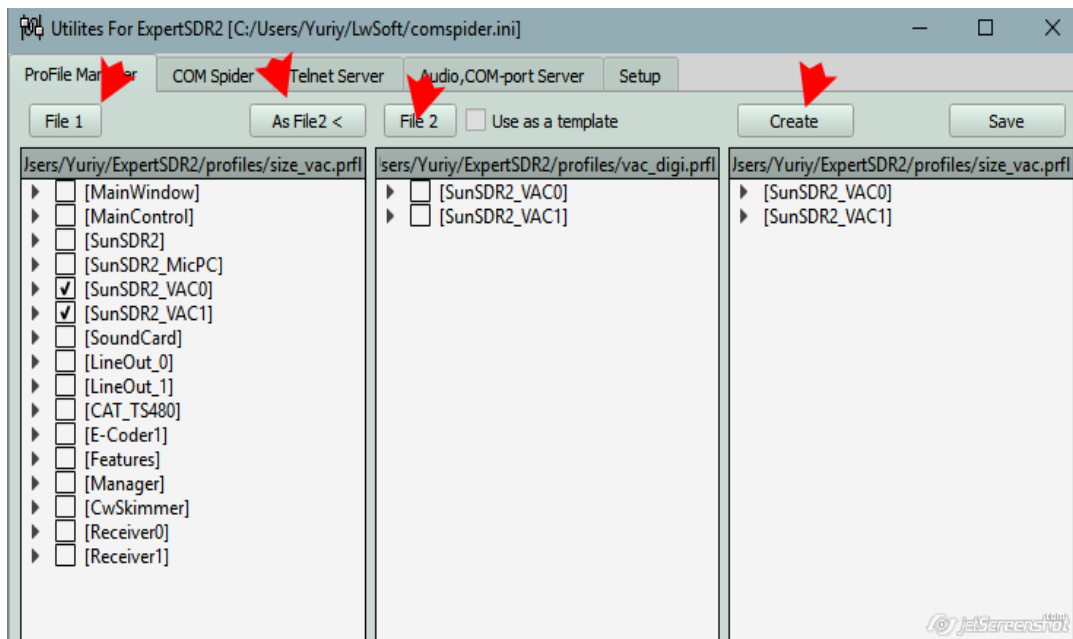 Utilites For ExpertSDR2 [C:/Users/Yuriy/LwSoft/comspider.ini]
ProFile Manager COM Spider Telnet Server Audio,COM-port Server Setup
File 1 As File2 < File 2 Use as a template Create Save
Jsers/Yuriy/ExpertSDR2/profiles/size_vac.prfl
[MainWindow]
[MainControl]
[SunSDR2]
[SunSDR2_MicPC]
[SunSDR2_VAC0]
[SunSDR2_VAC1]
[SoundCard]
[LineOut_0]
[LineOut_1]
[CAT_TS480]
[E-Coder1]
[Features]
[Manager]
[CwSkimmer]
[Receiver0]
[Receiver1]
sers/Yuriy/ExpertSDR2/profiles/vac_digi.prfl
[SunSDR2_VAC0]
[SunSDR2_VAC1]
Jsers/Yuriy/ExpertSDR2/profiles/size_vac.prfl
[SunSDR2_VAC0]
[SunSDR2_VAC1]
jetScreenshot